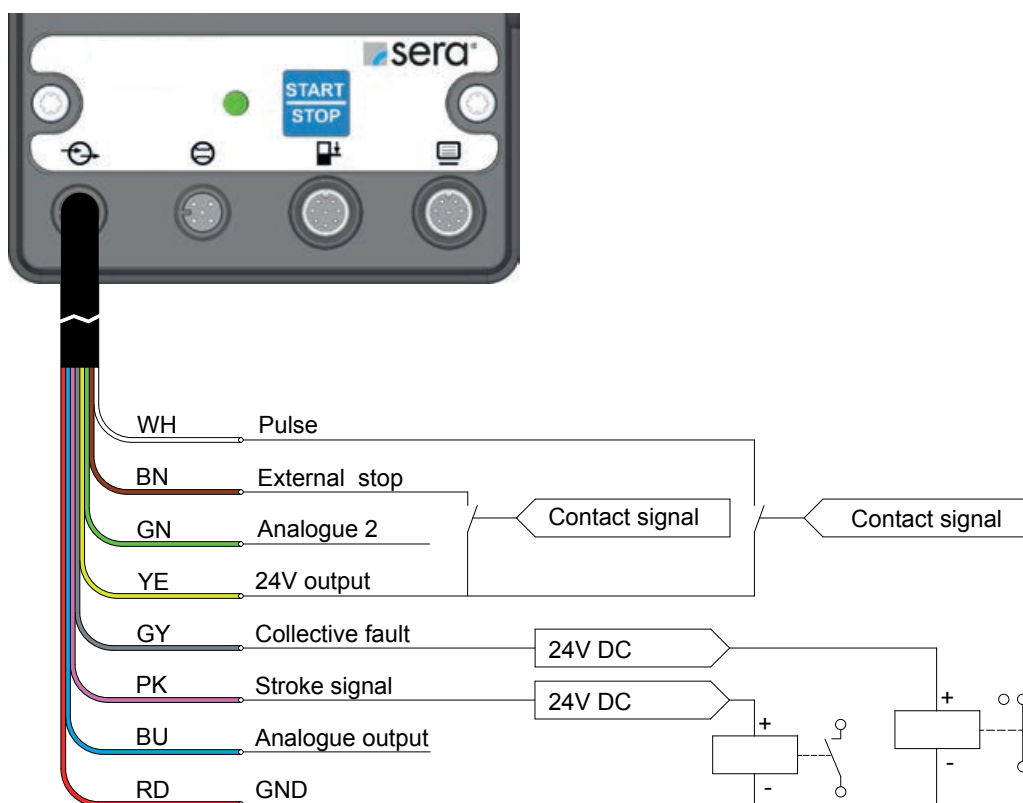 sera®
START
STOP
WH Pulse
BN External stop
Contact signal
Contact signal
GN Analogue 2
YE 24V output
GY Collective fault
24V DC
PK Stroke signal
24V DC
+
+
BU Analogue output
-
-
RD GND